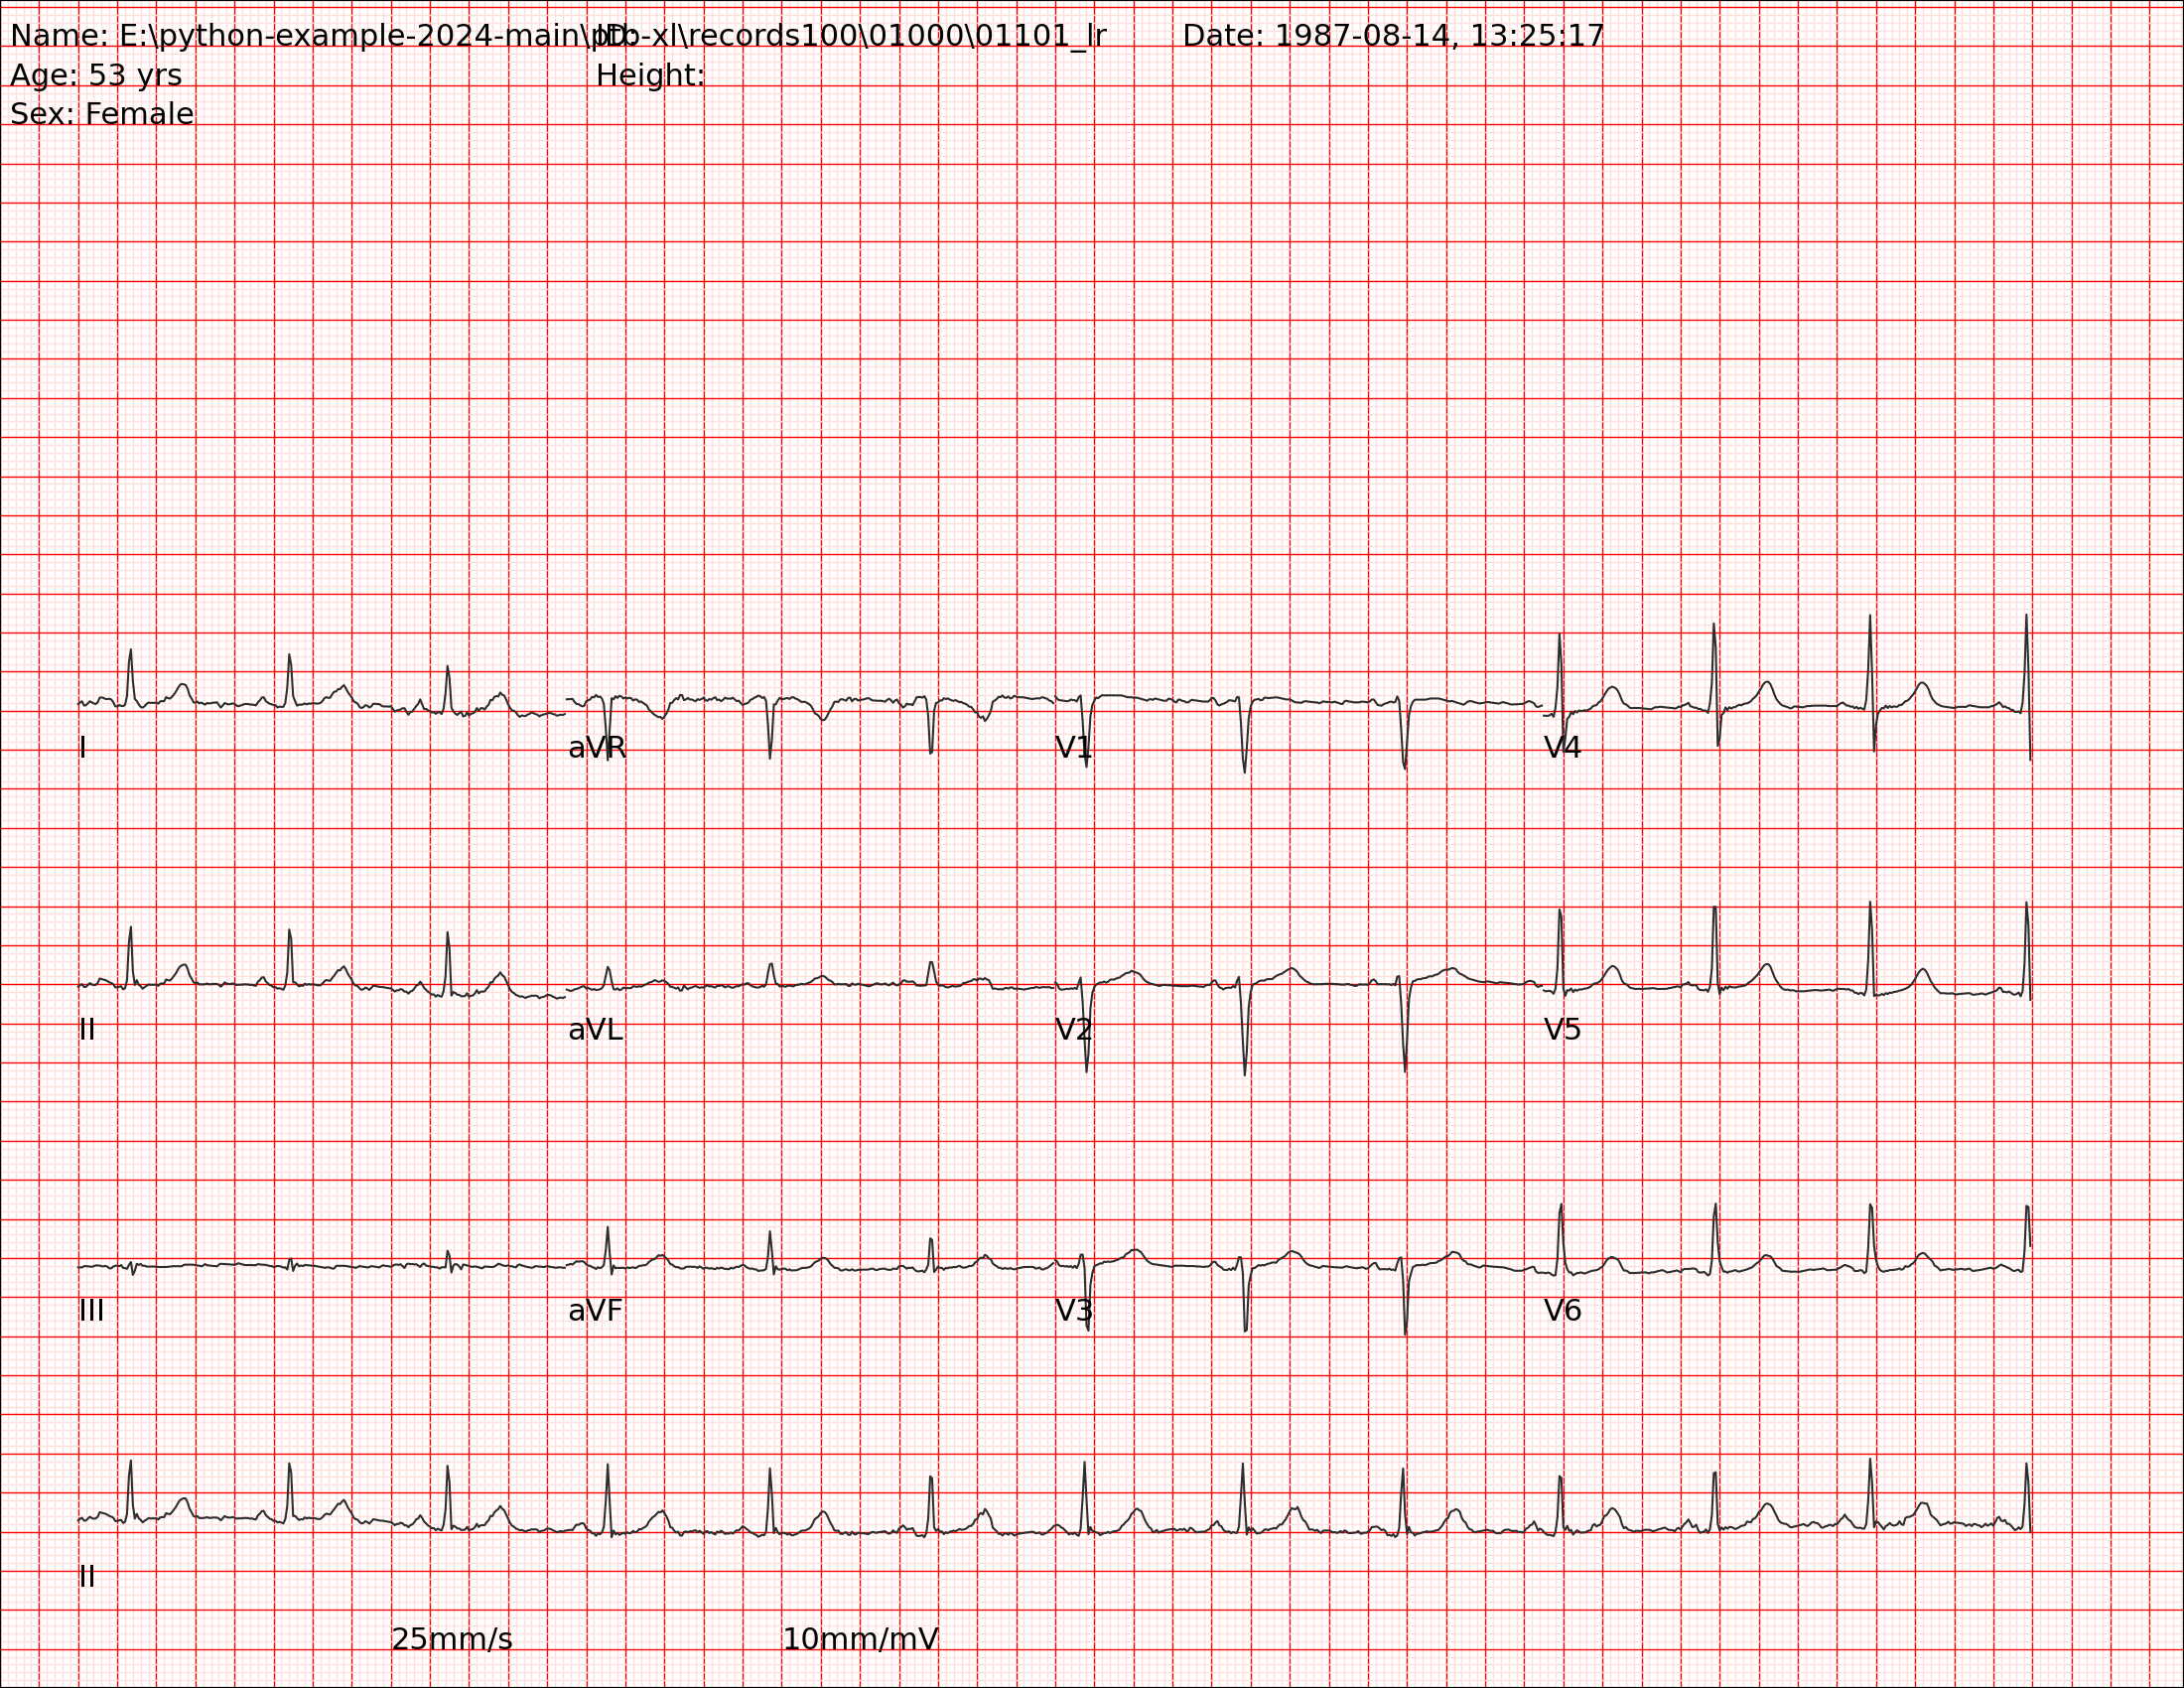 Name: E:\python-example-2024-main\ptb-xl\records100\01000\01101_lr ID: Date: 1987-08-14, 13:25:17
Age: 53 yrs Height:
Sex: Female
I aVR V1 V4
II aVL V2 V5
III aVF V3 V6
II
25mm/s 10mm/mV